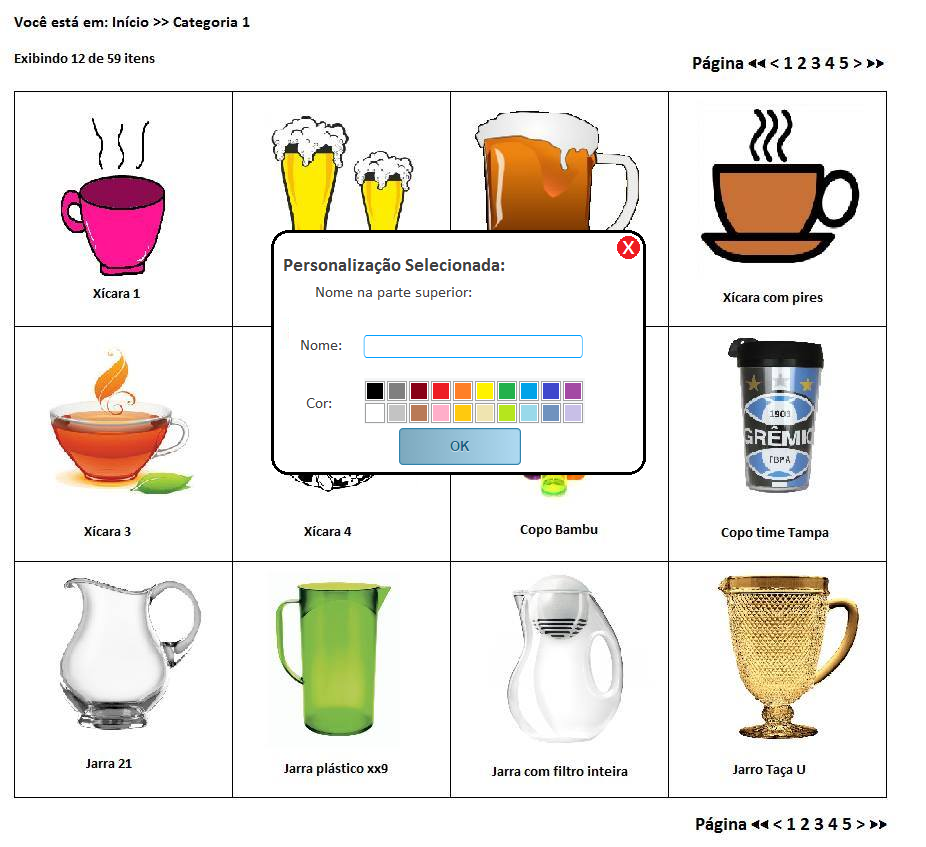 Você está em: Início >> Categoria 1
Exibindo 12 de 59 itens
Página ◀◀ < 1 2 3 4 5 > ▶▶
X
Personalização Selecionada:
Nome na parte superior:
Nome:
Cor:
OK
Xícara 1
Xícara com pires
1903
GRÊMIO
FBPA
Xícara 3
Xícara 4
Copo Bambu
Copo time Tampa
Jarra 21
Jarra plástico xx9
Jarra com filtro inteira
Jarro Taça U
Página ◀◀ < 1 2 3 4 5 > ▶▶